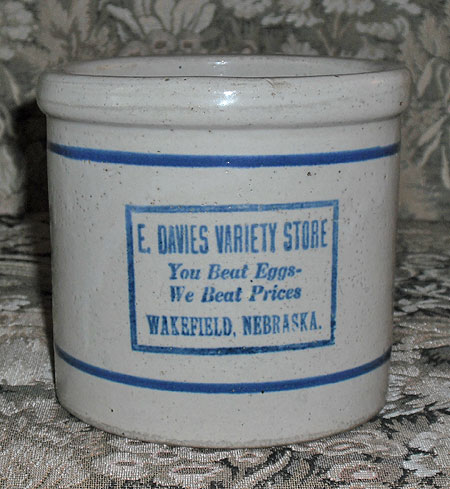 E. DAVIES VARIETY STORE
You Beat Eggs-
We Beat Prices
WAKEFIELD, NEBRASKA.